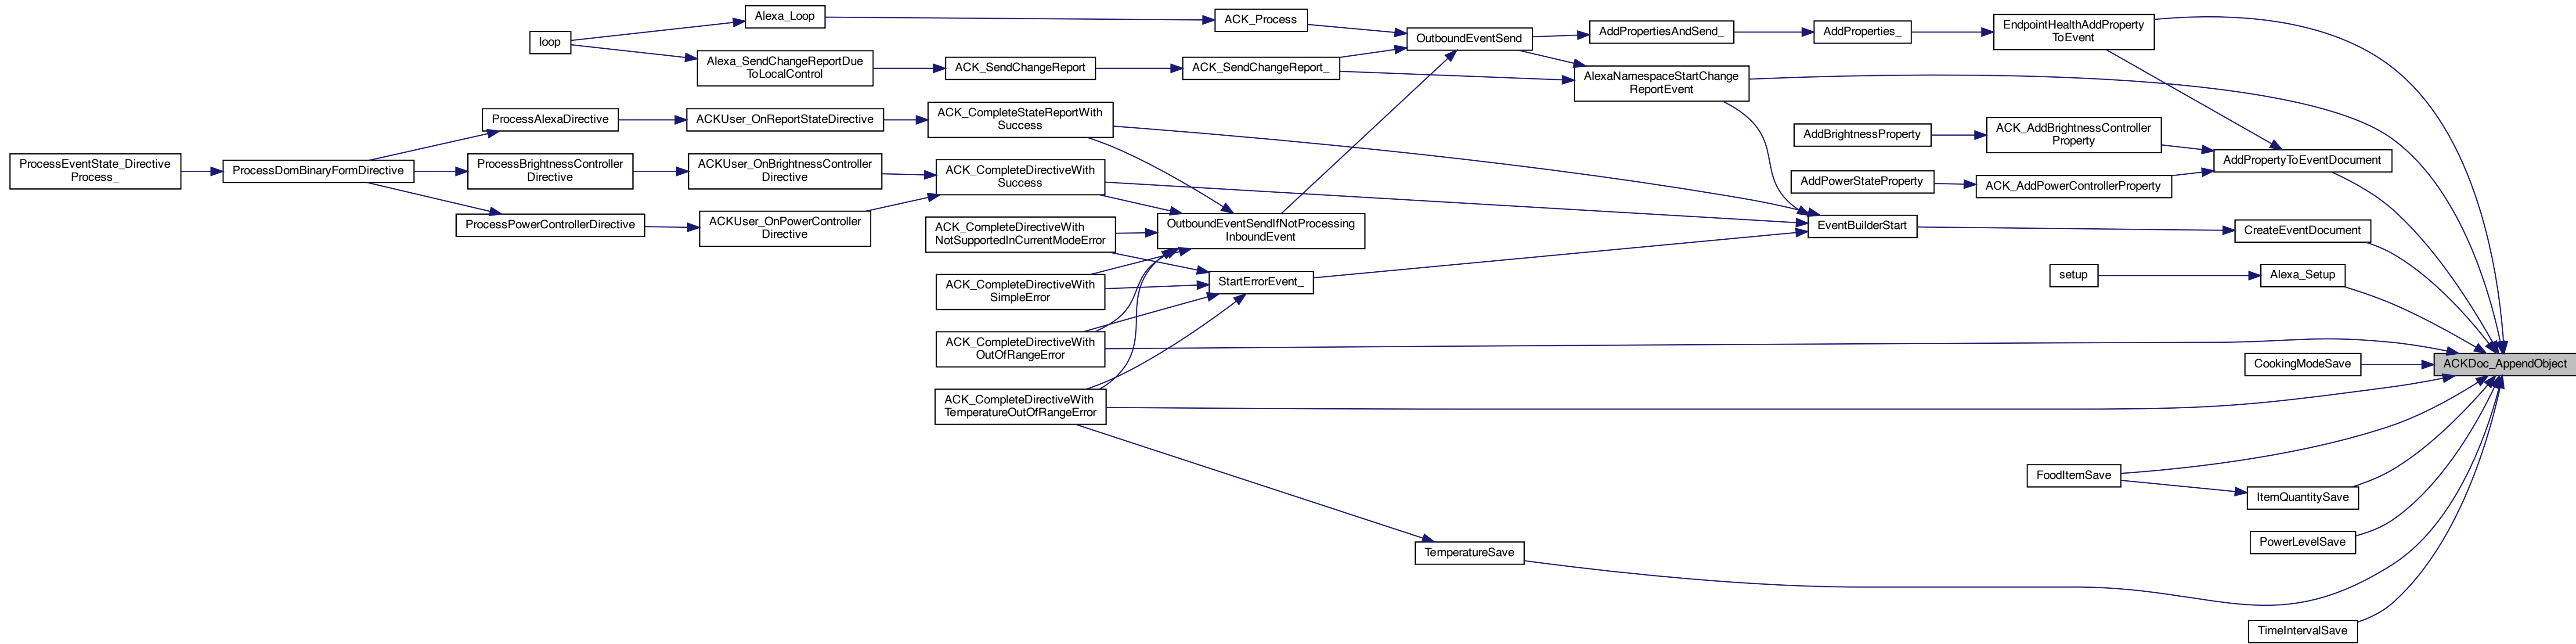 loop
Alexa_Loop
Alexa_SendChangeReportDue
ToLocalControl
ACK_Process
ACK_SendChangeReport
ACK_SendChangeReport_
OutboundEventSend
AddPropertiesAndSend_
AddProperties_
EndpointHealthAddProperty
ToEvent
AlexaNamespaceStartChange
ReportEvent
ProcessAlexaDirective
ACKUser_OnReportStateDirective
ACK_CompleteStateReportWith
Success
AddBrightnessProperty
ACK_AddBrightnessController
Property
AddPropertyToEventDocument
ProcessEventState_Directive
Process_
ProcessDomBinaryFormDirective
ProcessBrightnessController
Directive
ACKUser_OnBrightnessController
Directive
ACK_CompleteDirectiveWith
Success
AddPowerStateProperty
ACK_AddPowerControllerProperty
ProcessPowerControllerDirective
ACKUser_OnPowerController
Directive
ACK_CompleteDirectiveWith
NotSupportedInCurrentModeError
OutboundEventSendIfNotProcessing
InboundEvent
EventBuilderStart
CreateEventDocument
StartErrorEvent_
setup
Alexa_Setup
ACK_CompleteDirectiveWith
SimpleError
ACK_CompleteDirectiveWith
OutOfRangeError
CookingModeSave
ACKDoc_AppendObject
ACK_CompleteDirectiveWith
TemperatureOutOfRangeError
FoodItemSave
ItemQuantitySave
PowerLevelSave
TemperatureSave
TimeIntervalSave